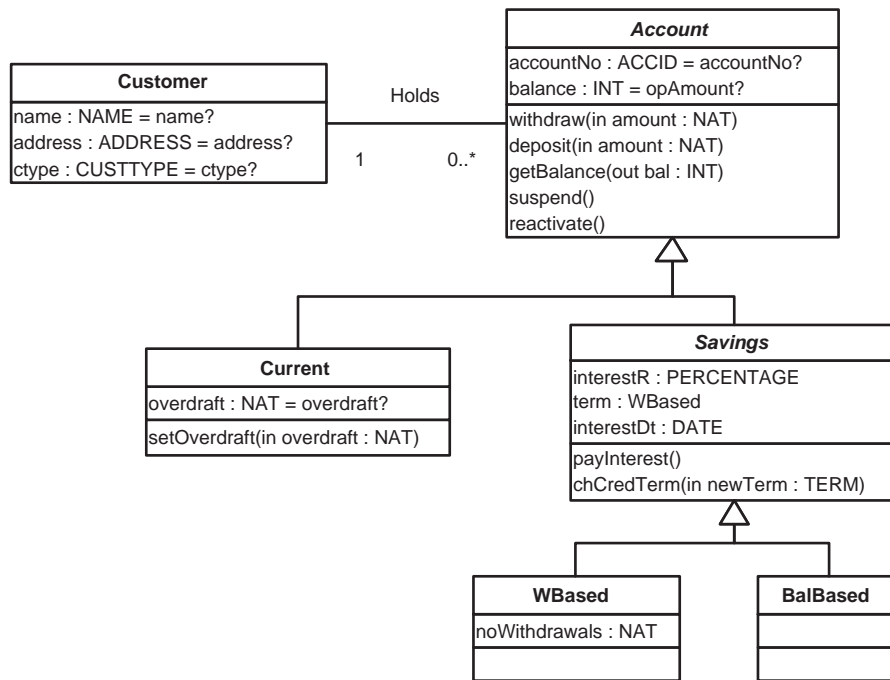 Account
accountNo : ACCID = accountNo?
balance : INT = opAmount?
withdraw(in amount : NAT)
deposit(in amount : NAT)
getBalance(out bal : INT)
suspend()
reactivate()
Customer
name : NAME = name?
address : ADDRESS = address?
ctype : CUSTTYPE = ctype?
Holds
1
0..*
Current
overdraft : NAT = overdraft?
setOverdraft(in overdraft : NAT)
Savings
interestR : PERCENTAGE
term : WBased
interestDt : DATE
payInterest()
chCredTerm(in newTerm : TERM)
WBased
noWithdrawals : NAT
BalBased